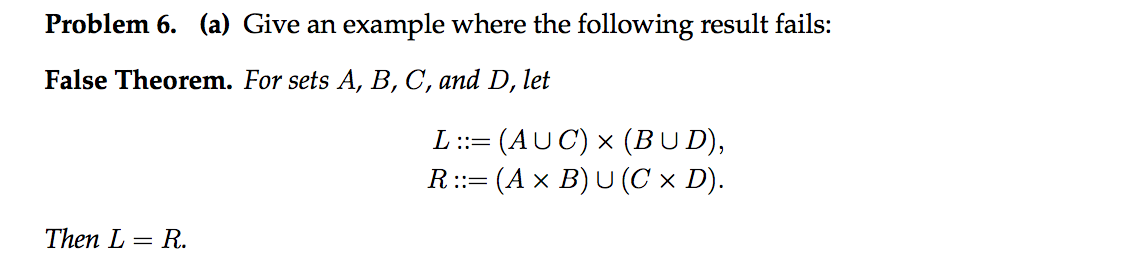 Problem 6. (a) Give an example where the following result fails:
False Theorem. For sets A, B, C, and D, let
L ::= (A ∪ C) × (B ∪ D),
R ::= (A × B) ∪ (C × D).
Then L = R.